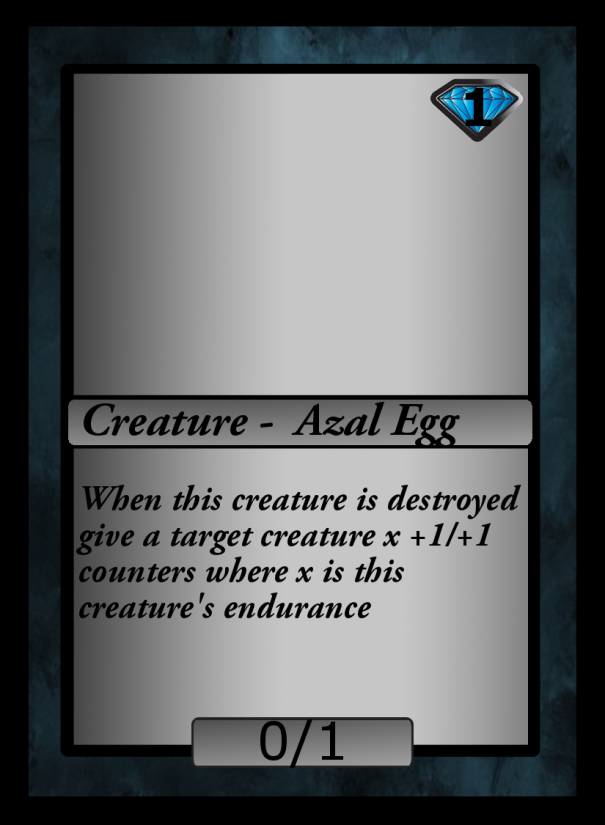 1
Creature - Azal Egg
When this creature is destroyed
give a target creature x +1/+1
counters where x is this
creature's endurance
0/1